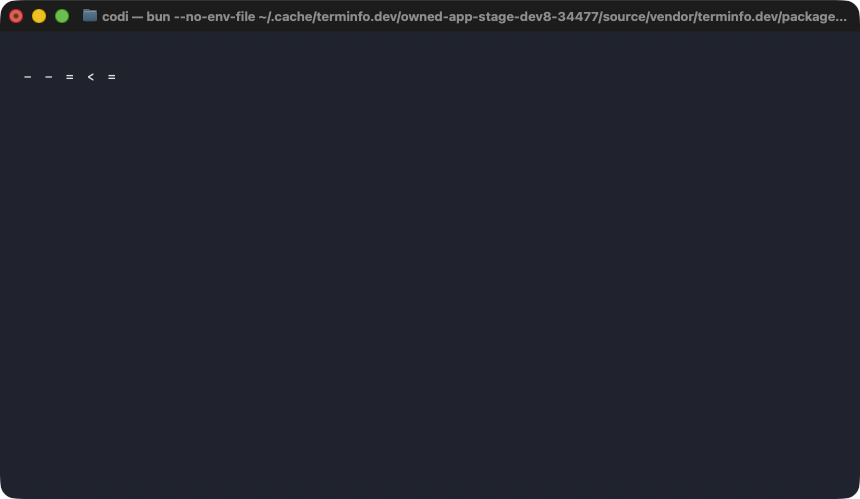 codi — bun --no-env-file ~/.cache/terminfo.dev/owned-app-stage-dev8-34477/source/vendor/terminfo.dev/package...
- - = < =